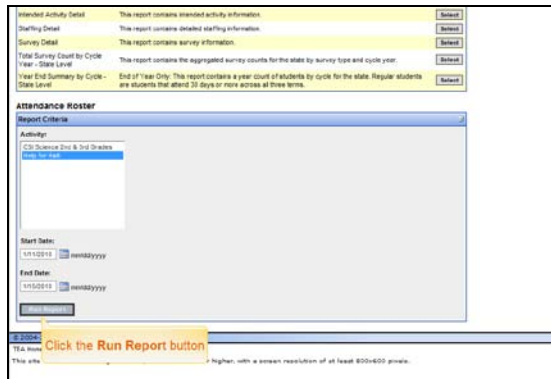 Intended Activity Detail This report contains intended activity information. Select
Staffing Detail This report contains detailed staffing information. Select
Survey Detail This report contains survey information. Select
Total Survey Count by Cycle Year - State Level This report contains the aggregated survey counts for the state by survey type and cycle year. Select
Year End Summary by Cycle - State Level End of Year Only: This report contains a year count of students by cycle for the state. Regular students are students that attend 30 days or more across all three terms. Select
Attendance Roster
Report Criteria
Activity:
CSI Science 2nd & 3rd Grades
Help for Fall
Start Date:
1/11/2010 mm/dd/yyyy
End Date:
1/15/2010 mm/dd/yyyy
Run Report
© 2004-
Click the Run Report button
TEA Home
This site r higher, with a screen resolution of at least 800x600 pixels.